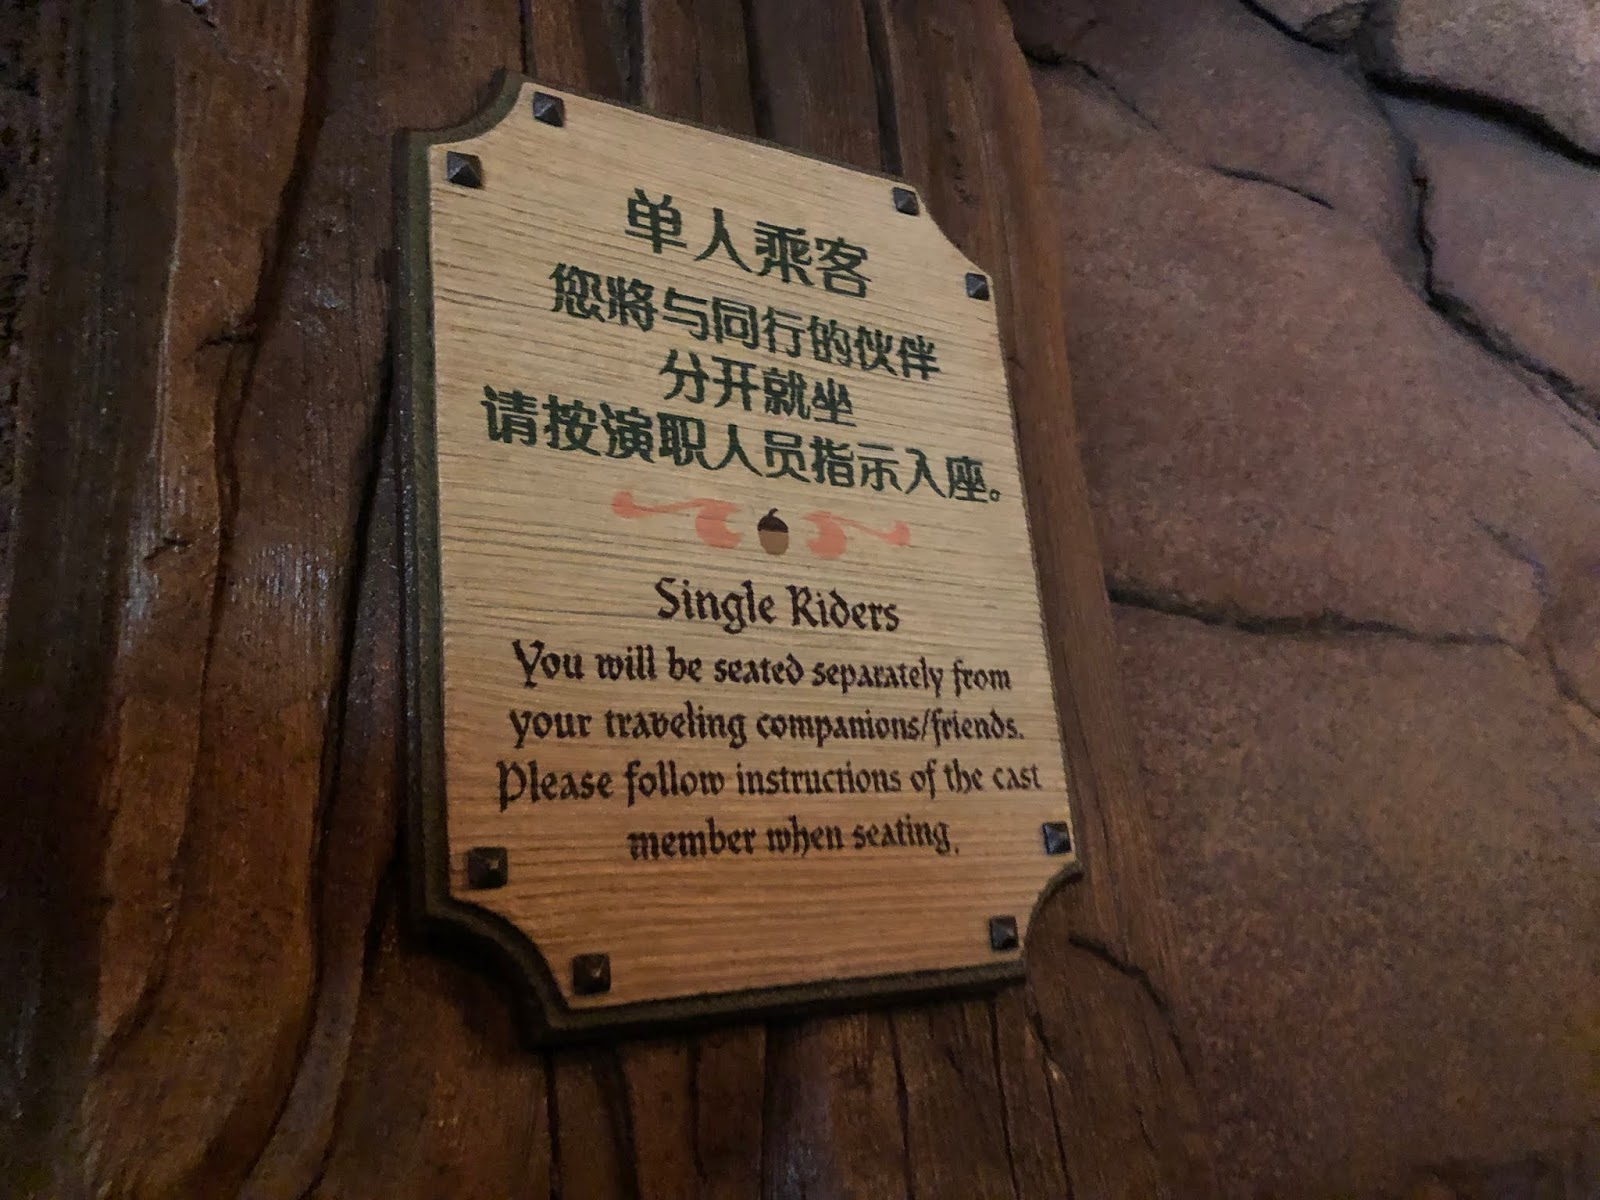 单人乘客
您将与同行的伙伴
分开就坐
请按演职人员指示入座。
Single Riders
You will be seated separately from
your traveling companions/friends.
Please follow instructions of the cast
member when seating.